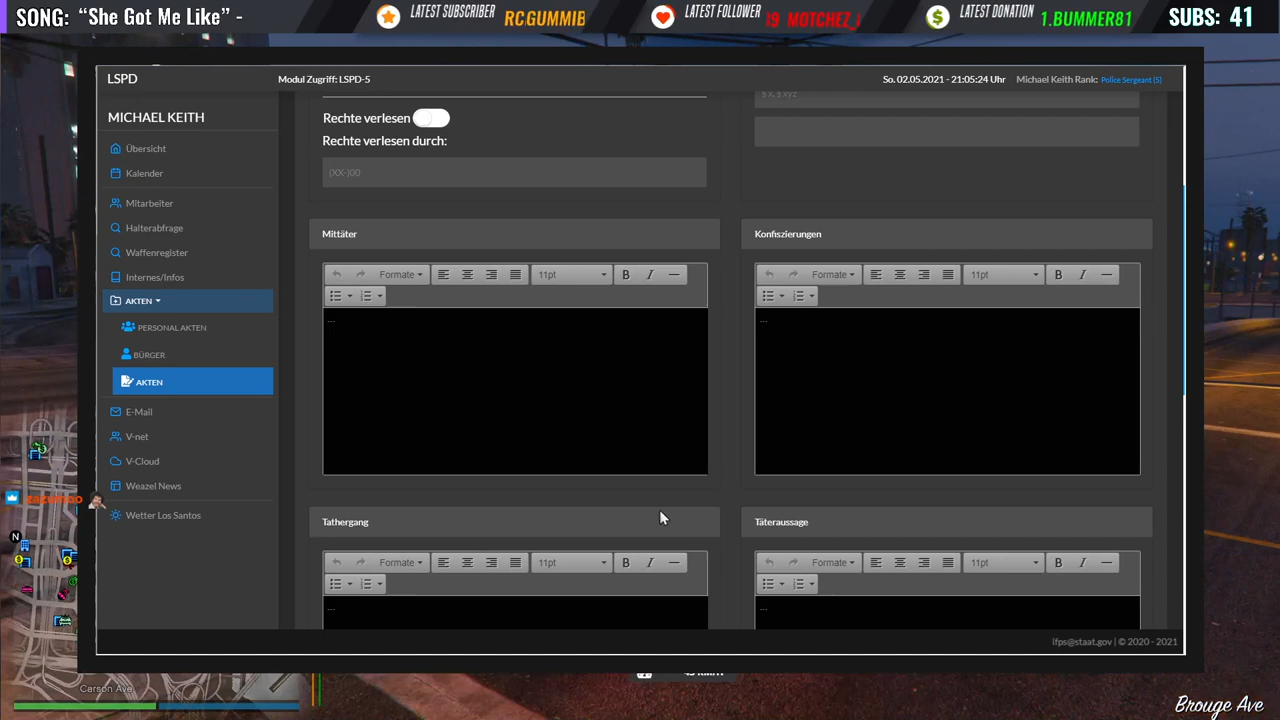 SONG: “She Got Me Like” -
LATEST SUBSCRIBER
RC.GUMMIB
LATEST FOLLOWER
LATEST DONATION
1.BUMMER81
SUBS: 41
LSPD
Modul Zugriff: LSPD-5
So. 02.05.2021 - 21:05:24 Uhr
Michael Keith Rank: Police Sergeant (5)
MICHAEL KEITH
Übersicht
Kalender
Mitarbeiter
Halterabfrage
Waffenregister
Internes/Infos
AKTEN
PERSONAL AKTEN
BÜRGER
AKTEN
E-Mail
V-net
V-Cloud
Weazel News
Wetter Los Santos
Rechte verlesen
Rechte verlesen durch:
(XX-)00
§ x, § xyz
Mittäter
Formate
11pt
B I
...
Konfiszierungen
Formate
11pt
B I
...
Tathergang
Formate
11pt
B I
...
Täteraussage
Formate
11pt
B I
...
lfps@staat.gov | © 2020 - 2021
zazumoo
N
Carson Ave
Brouge Ave